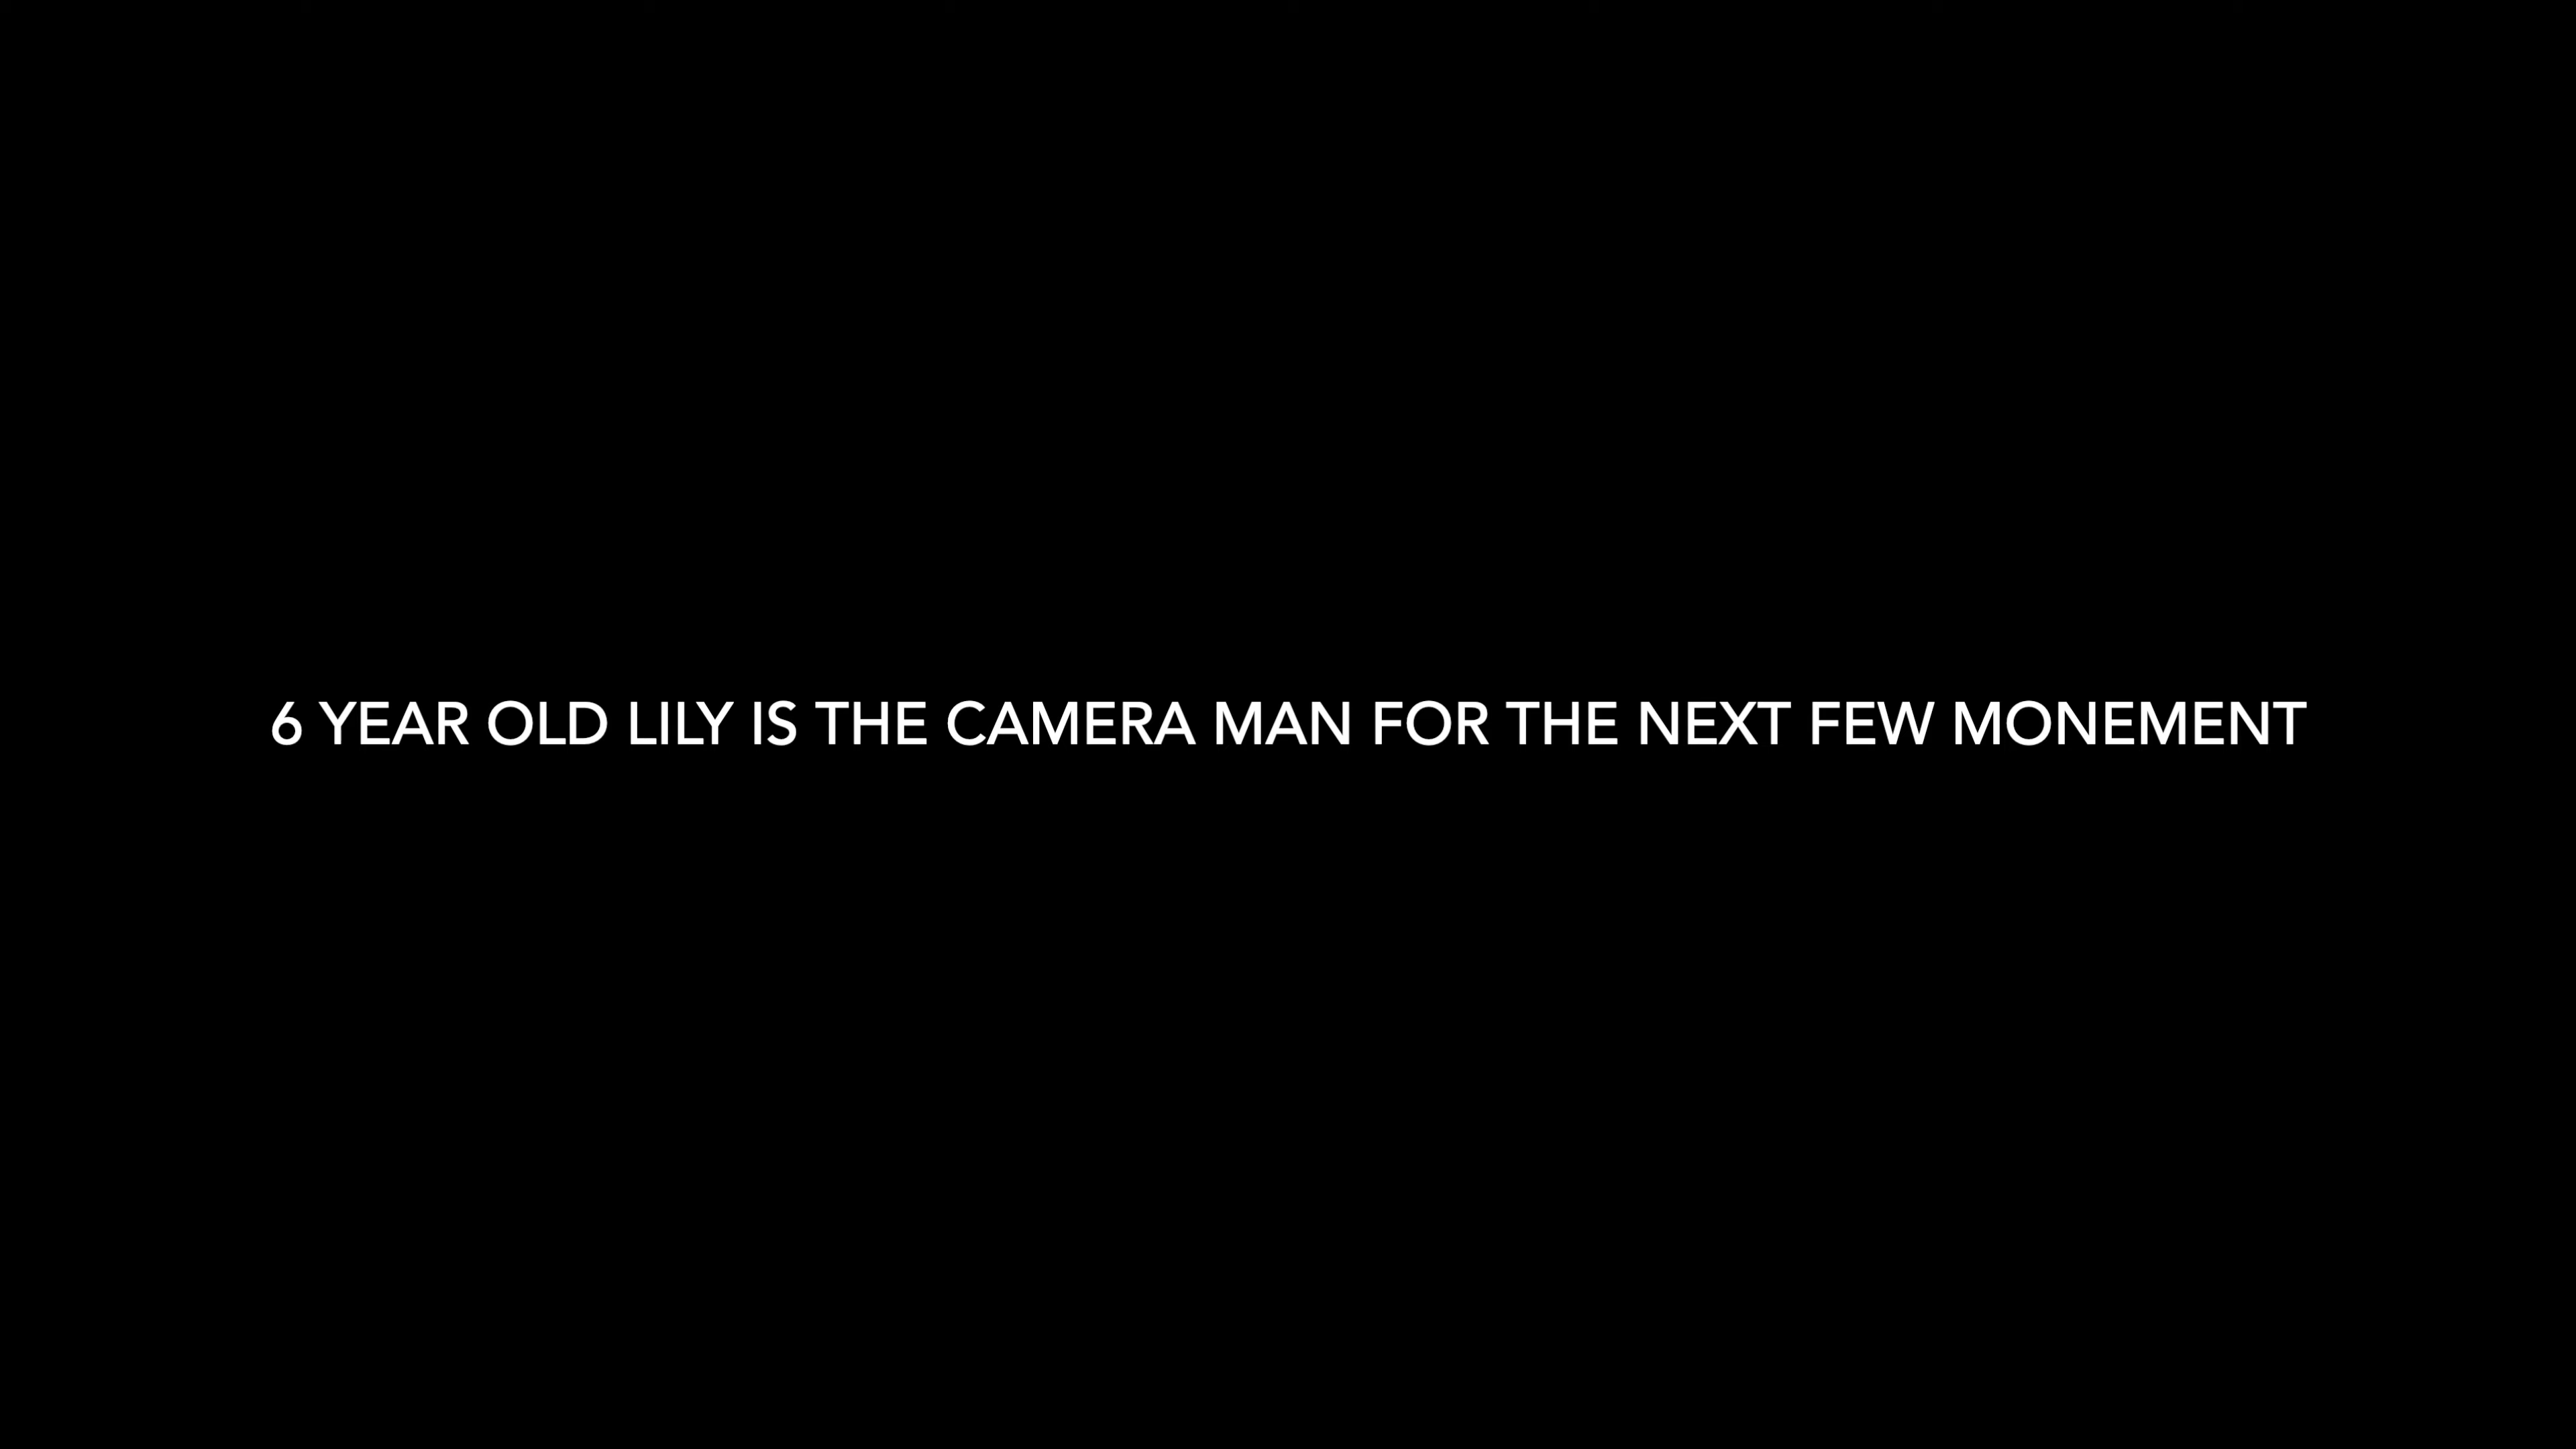 6 YEAR OLD LILY IS THE CAMERA MAN FOR THE NEXT FEW MONEMENT